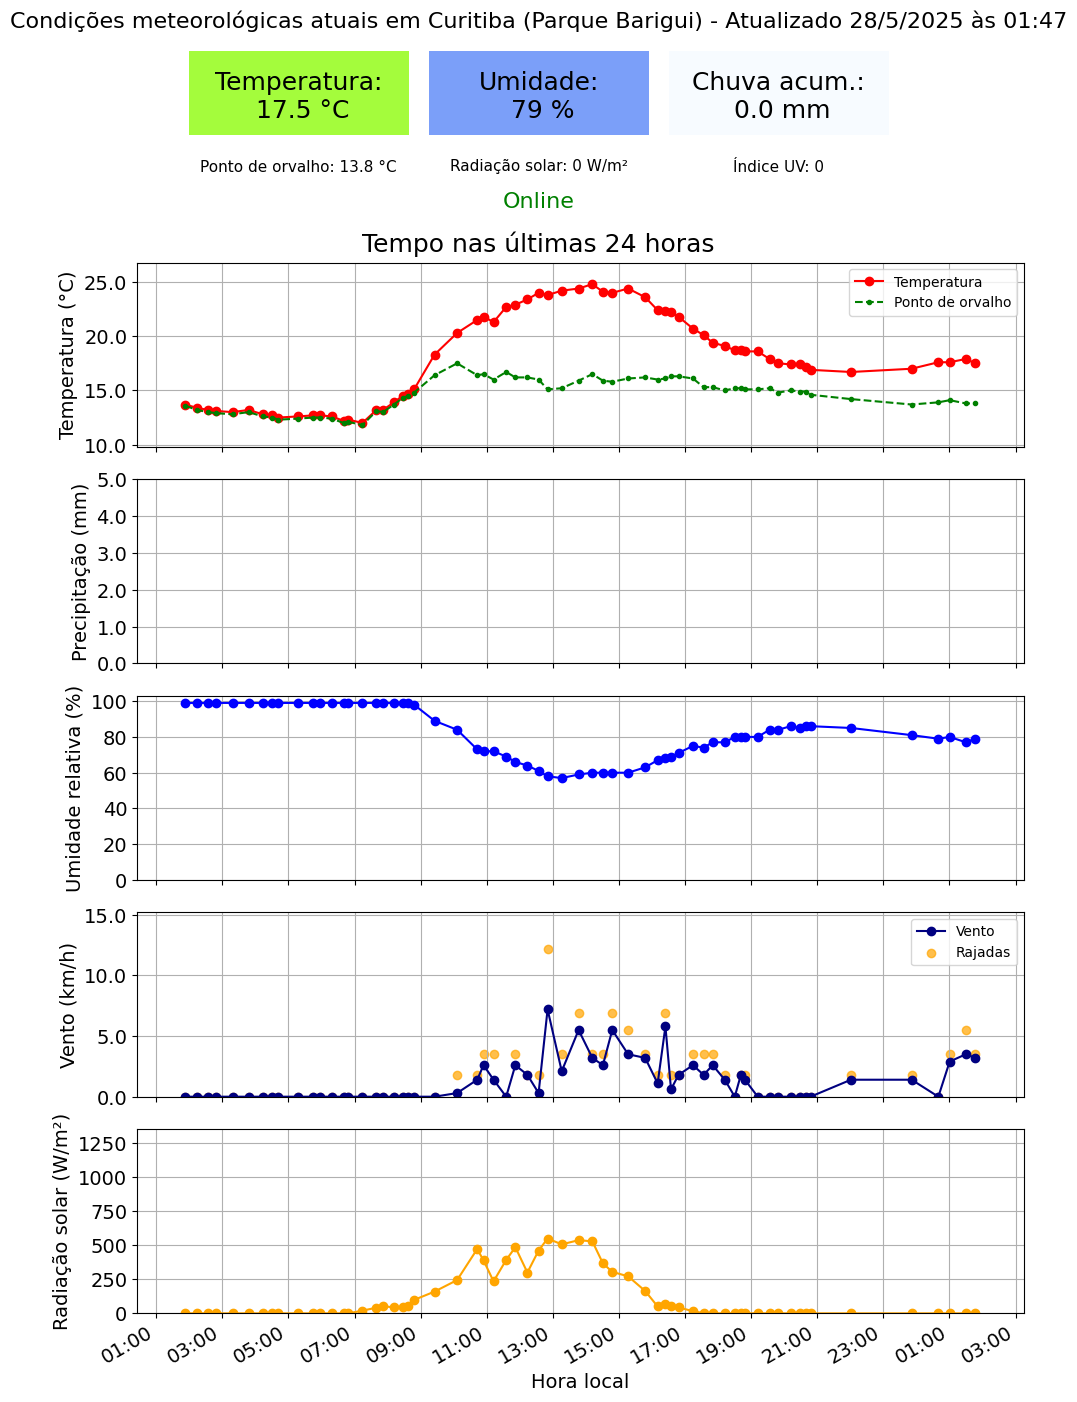 Condições meteorológicas atuais em Curitiba (Parque Barigui) - Atualizado 28/5/2025 às 01:47
Temperatura:
17.5 °C
Umidade:
79 %
Chuva acum.:
0.0 mm
Ponto de orvalho: 13.8 °C
Radiação solar: 0 W/m²
Índice UV: 0
Online
Tempo nas últimas 24 horas
Temperatura (°C)
25.0
20.0
15.0
10.0
Temperatura
Ponto de orvalho
Precipitação (mm)
5.0
4.0
3.0
2.0
1.0
0.0
Umidade relativa (%)
100
80
60
40
20
0
Vento (km/h)
15.0
10.0
5.0
0.0
Vento
Rajadas
Radiação solar (W/m²)
1250
1000
750
500
250
0
01:00
03:00
05:00
07:00
09:00
11:00
13:00
15:00
17:00
19:00
21:00
23:00
01:00
03:00
Hora local